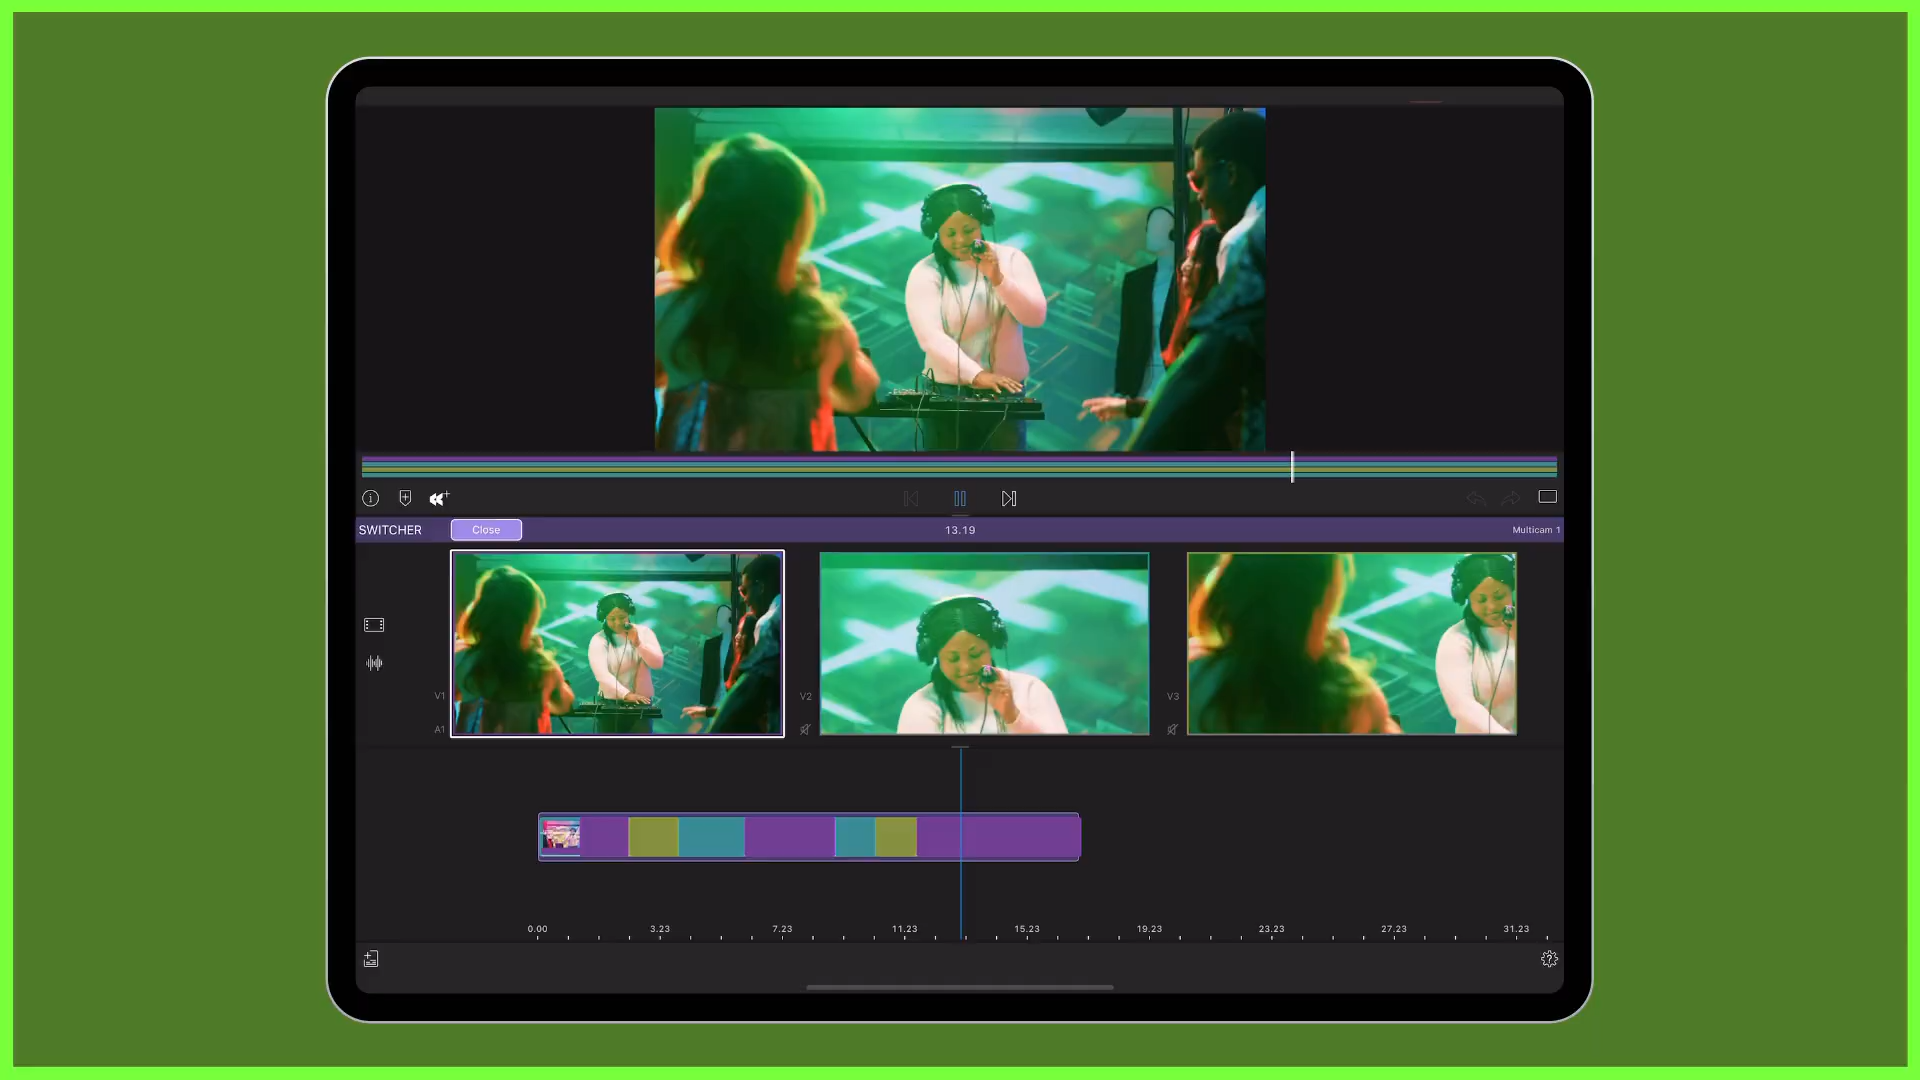 SWITCHER Close 13.19 Multicam 1
V1 V2 V3
A1
0.00 3.23 7.23 11.23 15.23 19.23 23.23 27.23 31.23